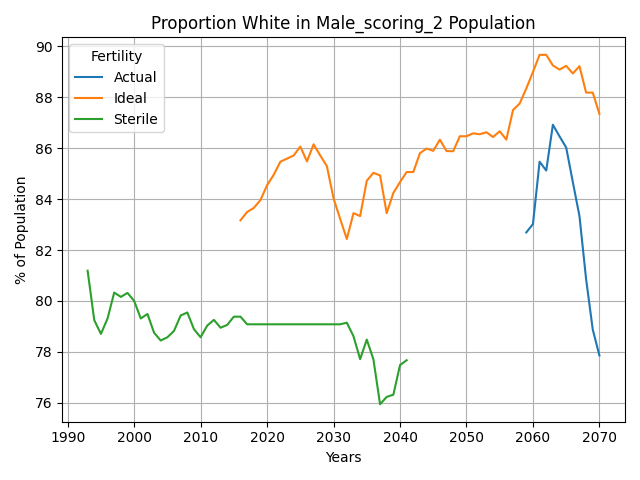 Proportion White in Male_scoring_2 Population
Fertility
Actual
Ideal
Sterile
% of Population
90
88
86
84
82
80
78
76
1990 2000 2010 2020 2030 2040 2050 2060 2070
Years